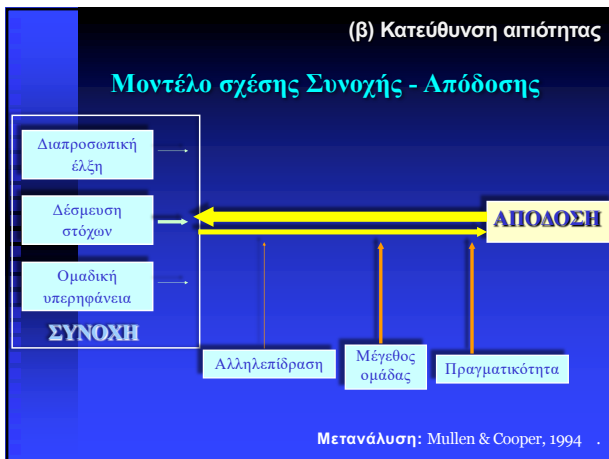 (β) Κατεύθυνση αιτιότητας
Μοντέλο σχέσης Συνοχής - Απόδοσης
Διαπροσωπική
έλξη
Δέσμευση
στόχων
Ομαδική
υπερηφάνεια
ΣΥΝΟΧΗ
ΑΠΟΔΟΣΗ
Αλληλεπίδραση
Μέγεθος
ομάδας
Πραγματικότητα
Μετανάλυση: Mullen & Cooper, 1994 .